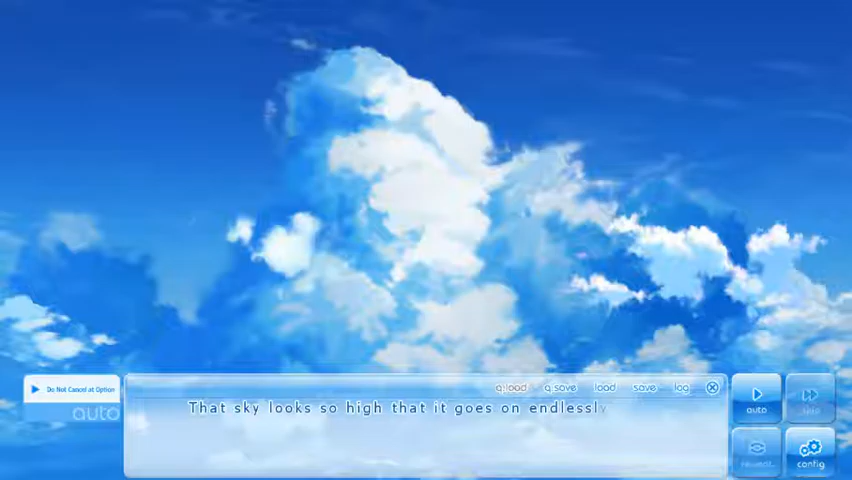 q.load q.save load save log
Do Not Cancel at Option
auto
That sky looks so high that it goes on endlessly
auto
skip
config